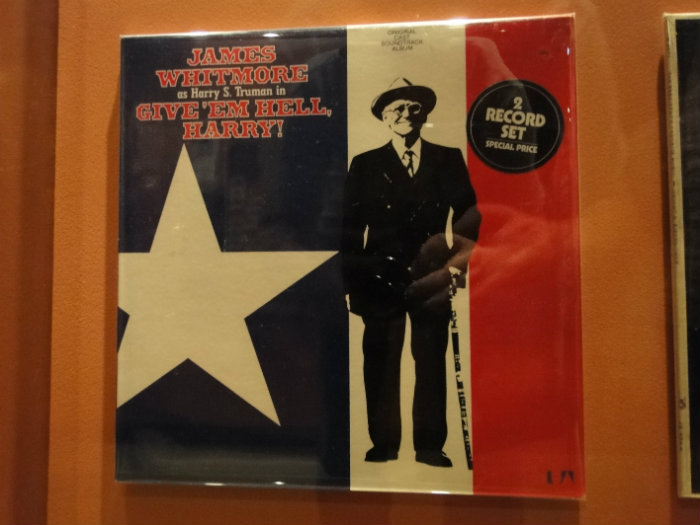 JAMES
WHITMORE
as Harry S. Truman in
GIVE 'EM HELL,
HARRY!
ORIGINAL
CAST
SOUNDTRACK
ALBUM
2
RECORD
SET
SPECIAL PRICE
UA